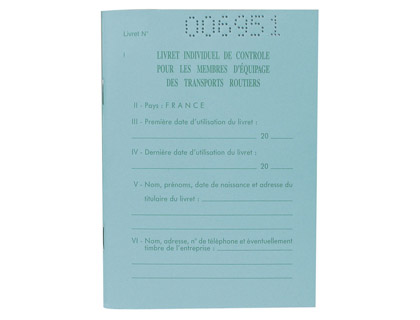 Livret N° 006951
I LIVRET INDIVIDUEL DE CONTROLE
POUR LES MEMBRES D'ÉQUIPAGE
DES TRANSPORTS ROUTIERS
II - Pays : FRANCE
III - Première date d'utilisation du livret :
20
IV - Dernière date d'utilisation du livret :
20
V - Nom, prénoms, date de naissance et adresse du
titulaire du livret :
VI - Nom, adresse, n° de téléphone et éventuellement
timbre de l'entreprise :